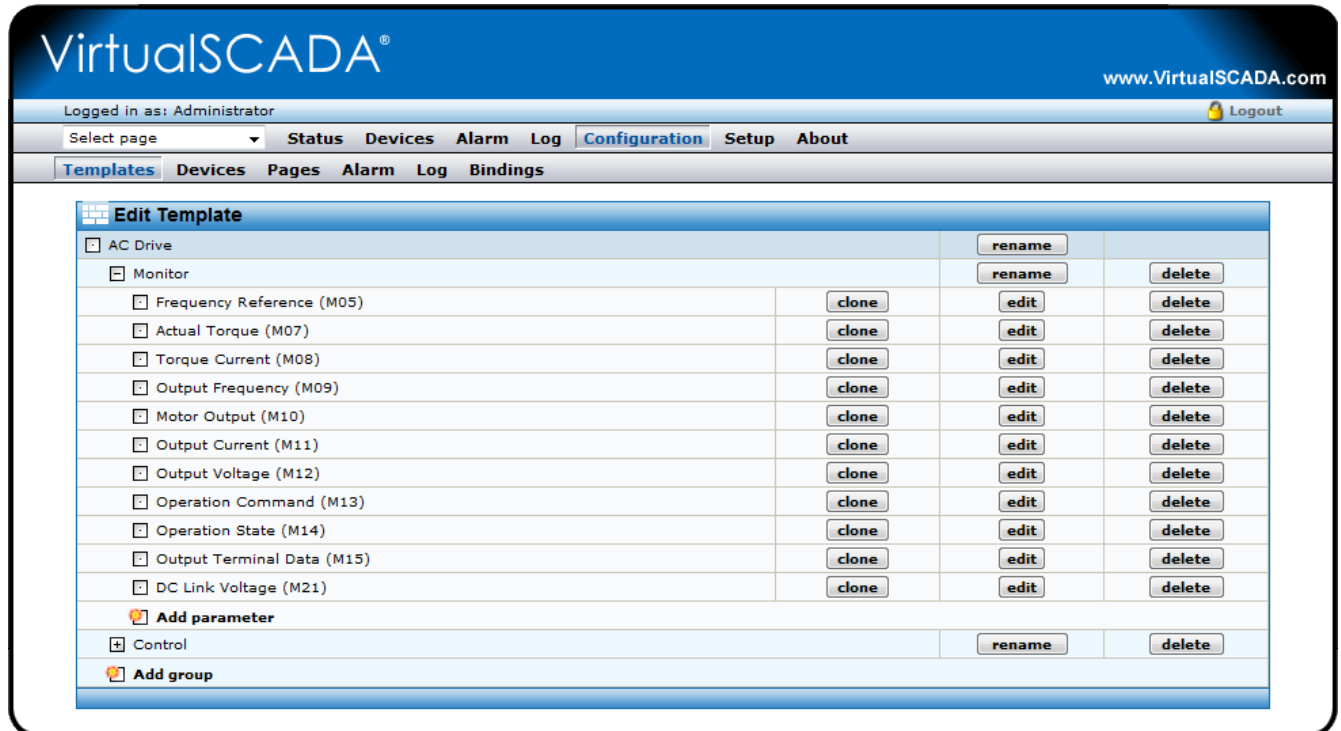 VirtualSCADA®
www.VirtualSCADA.com
Logged in as: Administrator Logout
Select page Status Devices Alarm Log Configuration Setup About
Templates Devices Pages Alarm Log Bindings
Edit Template
AC Drive rename
Monitor rename delete
Frequency Reference (M05) clone edit delete
Actual Torque (M07) clone edit delete
Torque Current (M08) clone edit delete
Output Frequency (M09) clone edit delete
Motor Output (M10) clone edit delete
Output Current (M11) clone edit delete
Output Voltage (M12) clone edit delete
Operation Command (M13) clone edit delete
Operation State (M14) clone edit delete
Output Terminal Data (M15) clone edit delete
DC Link Voltage (M21) clone edit delete
Add parameter
Control rename delete
Add group